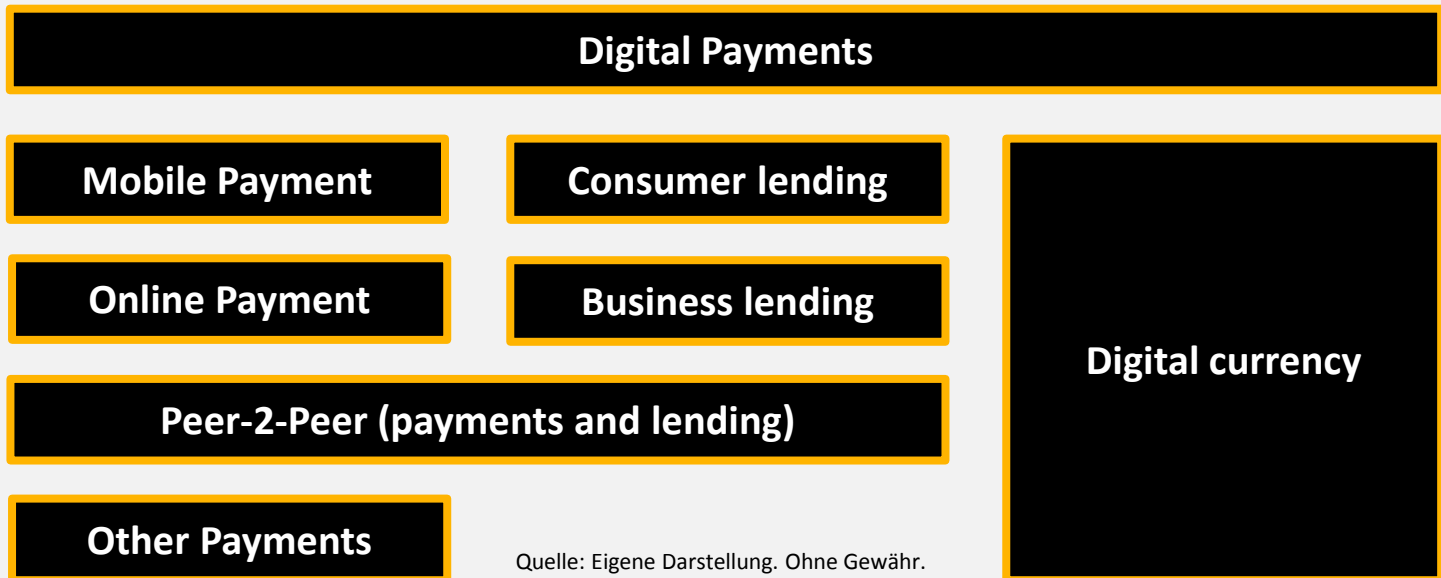 Digital Payments
Mobile Payment
Consumer lending
Online Payment
Business lending
Digital currency
Peer-2-Peer (payments and lending)
Other Payments
Quelle: Eigene Darstellung. Ohne Gewähr.